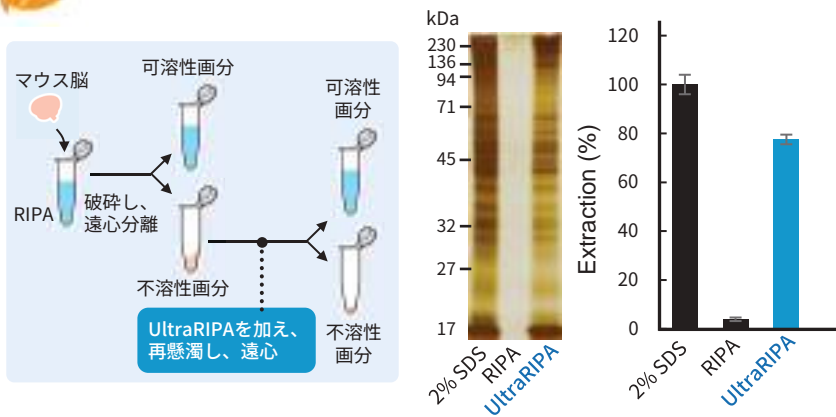 マウス脳
可溶性画分
可溶性
画分
RIPA
破砕し、
遠心分離
不溶性画分
UltraRIPAを加え、
再懸濁し、遠心
不溶性
画分
kDa
230
136
94
71
45
32
27
17
2% SDS
RIPA
UltraRIPA
Extraction (%)
120
100
80
60
40
20
0
2% SDS
RIPA
UltraRIPA